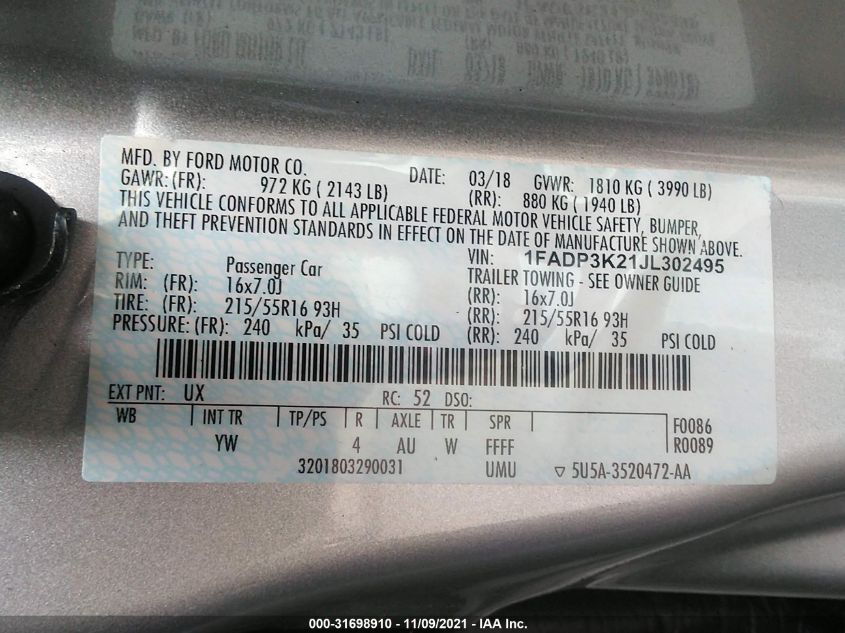 MFD. BY FORD MOTOR CO. DATE: 03/18 GVWR: 1810 KG ( 3990 LB)
GAWR: (FR): 972 KG ( 2143 LB) (RR): 880 KG ( 1940 LB)
THIS VEHICLE CONFORMS TO ALL APPLICABLE FEDERAL MOTOR VEHICLE SAFETY, BUMPER,
AND THEFT PREVENTION STANDARDS IN EFFECT ON THE DATE OF MANUFACTURE SHOWN ABOVE.
VIN: 1FADP3K21JL302495
TYPE: Passenger Car TRAILER TOWING - SEE OWNER GUIDE
RIM: (FR): 16x7.0J (RR): 16x7.0J
TIRE: (FR): 215/55R16 93H (RR): 215/55R16 93H
PRESSURE: (FR): 240 kPa/ 35 PSI COLD (RR): 240 kPa/ 35 PSI COLD
EXT PNT: UX RC: 52 DSO:
WB INT TR TP/PS R AXLE TR SPR F0086
YW 4 AU W FFFF R0089
3201803290031 UMU ▽ 5U5A-3520472-AA
000-31698910 - 11/09/2021 - IAA Inc.